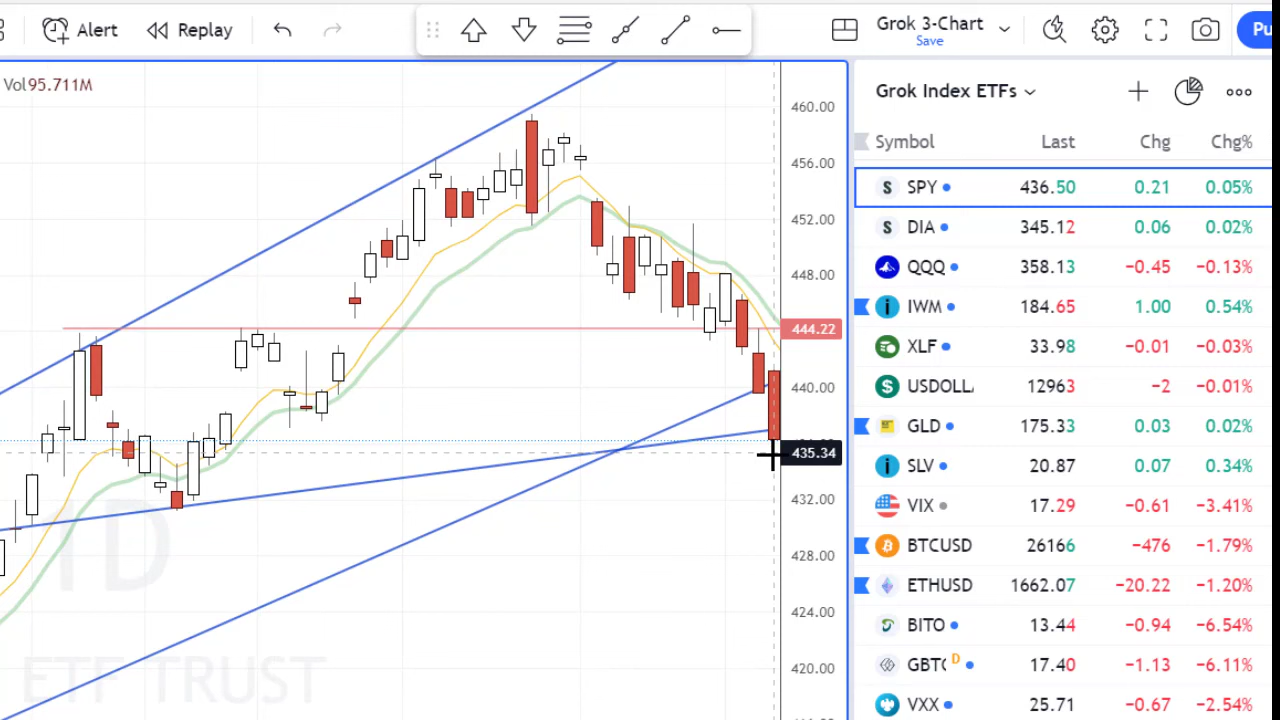 Alert
Replay
Grok 3-Chart
Save
Pu
Vol95.711M
460.00
456.00
452.00
448.00
444.22
440.00
435.34
432.00
428.00
424.00
420.00
1D
ETF TRUST
Grok Index ETFs
Symbol Last Chg Chg%
S SPY 436.50 0.21 0.05%
S DIA 345.12 0.06 0.02%
QQQ 358.13 −0.45 −0.13%
i IWM 184.65 1.00 0.54%
XLF 33.98 −0.01 −0.03%
S USDOLL 12963 −2 −0.01%
GLD 175.33 0.03 0.02%
i SLV 20.87 0.07 0.34%
VIX 17.29 −0.61 −3.41%
BTCUSD 26166 −476 −1.79%
ETHUSD 1662.07 −20.22 −1.20%
BITO 13.44 −0.94 −6.54%
GBTC D 17.40 −1.13 −6.11%
VXX 25.71 −0.67 −2.54%